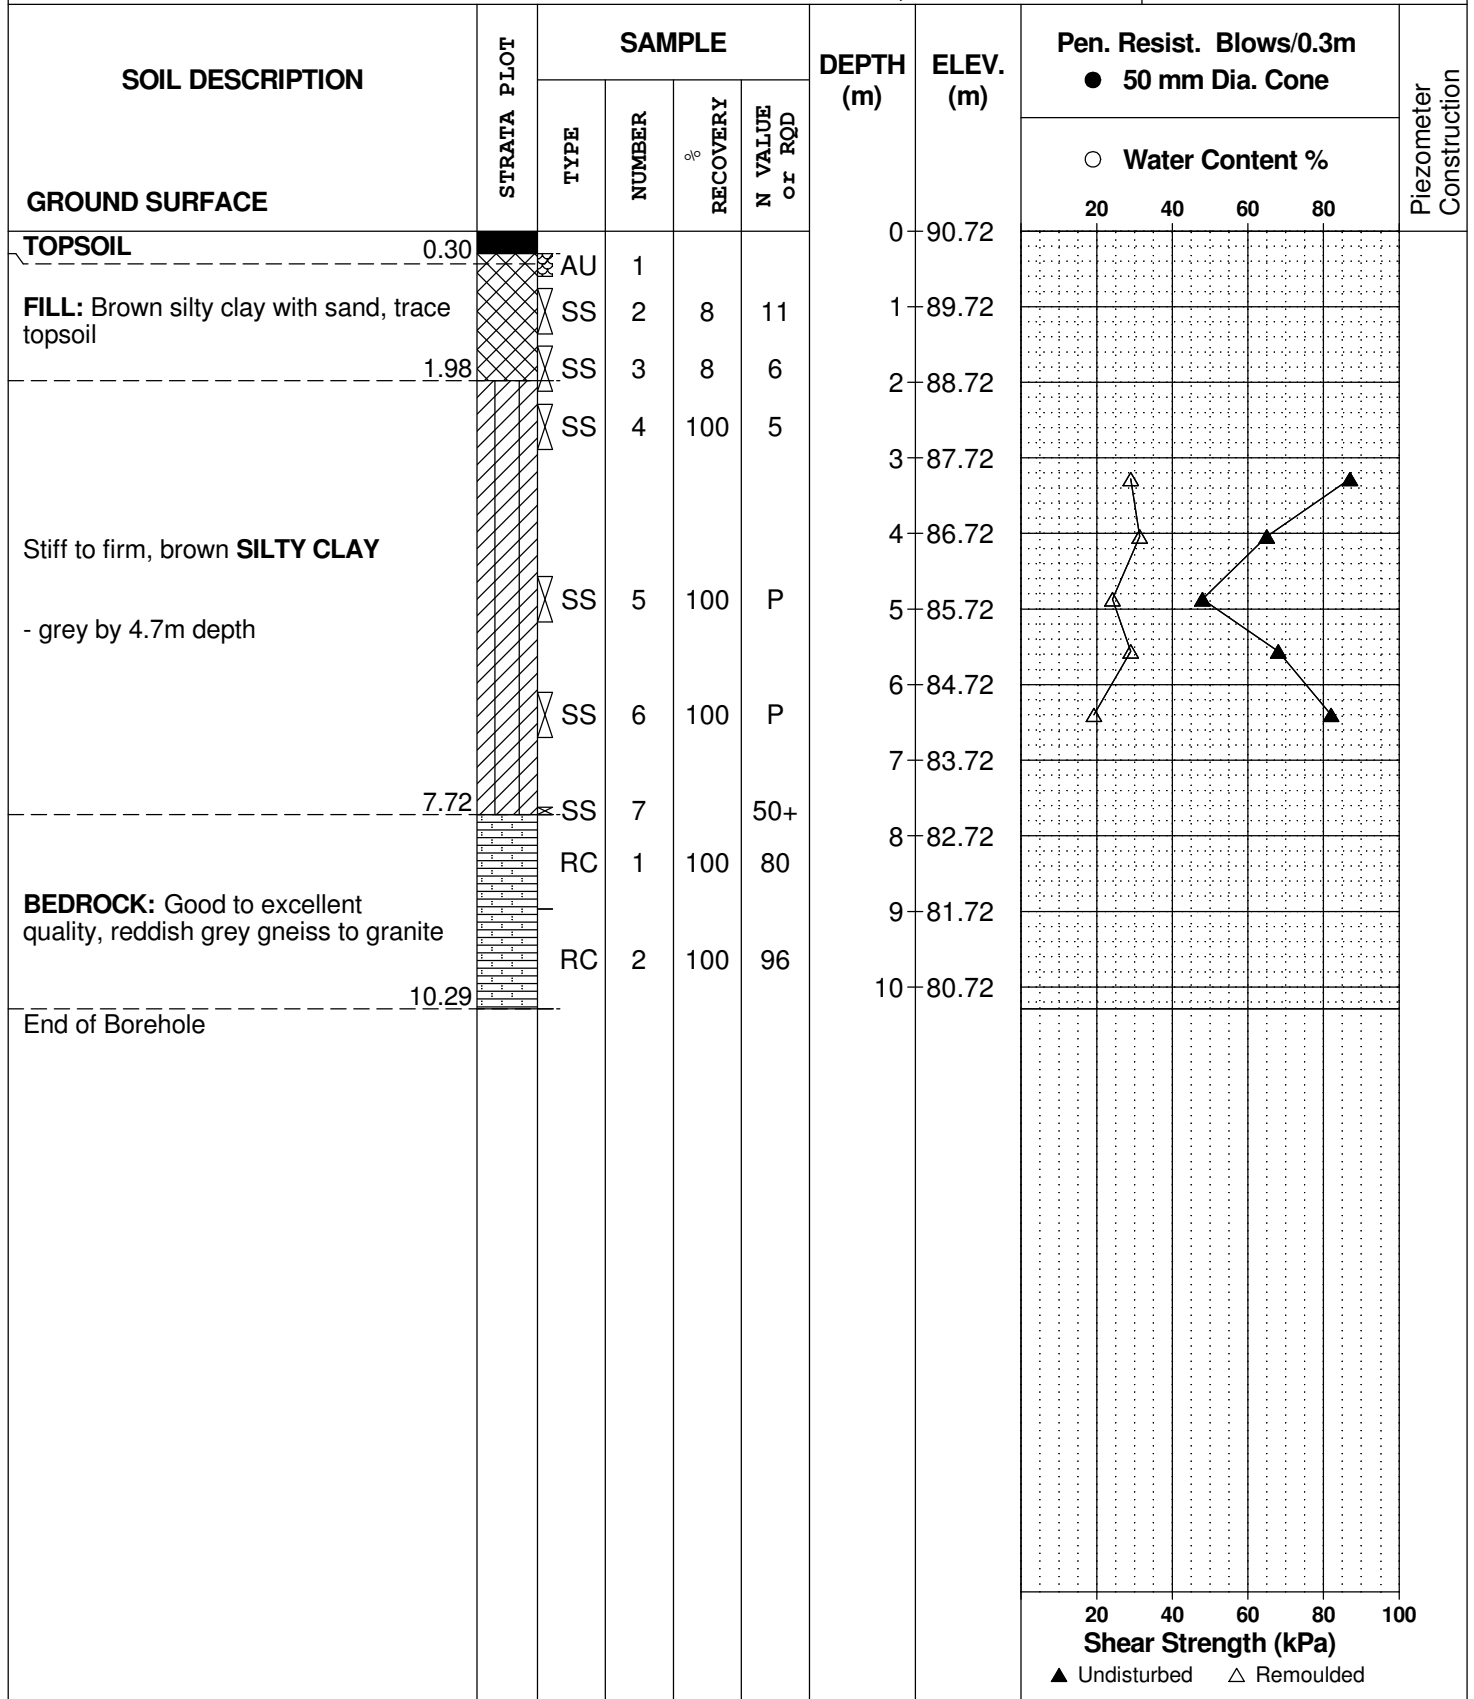 SOIL DESCRIPTION
GROUND SURFACE
STRATA PLOT
SAMPLE
TYPE
NUMBER
%
RECOVERY
N VALUE
or RQD
DEPTH
(m)
ELEV.
(m)
Pen. Resist. Blows/0.3m
● 50 mm Dia. Cone
○ Water Content %
20 40 60 80
Piezometer
Construction
0 90.72
TOPSOIL 0.30
AU 1
FILL: Brown silty clay with sand, trace
topsoil
SS 2 8 11
1 89.72
1.98
SS 3 8 6
2 88.72
SS 4 100 5
3 87.72
4 86.72
Stiff to firm, brown SILTY CLAY
SS 5 100 P
5 85.72
- grey by 4.7m depth
6 84.72
SS 6 100 P
7 83.72
7.72
SS 7 50+
8 82.72
RC 1 100 80
BEDROCK: Good to excellent
quality, reddish grey gneiss to granite
9 81.72
RC 2 100 96
10 80.72
10.29
End of Borehole
20 40 60 80 100
Shear Strength (kPa)
▲ Undisturbed △ Remoulded